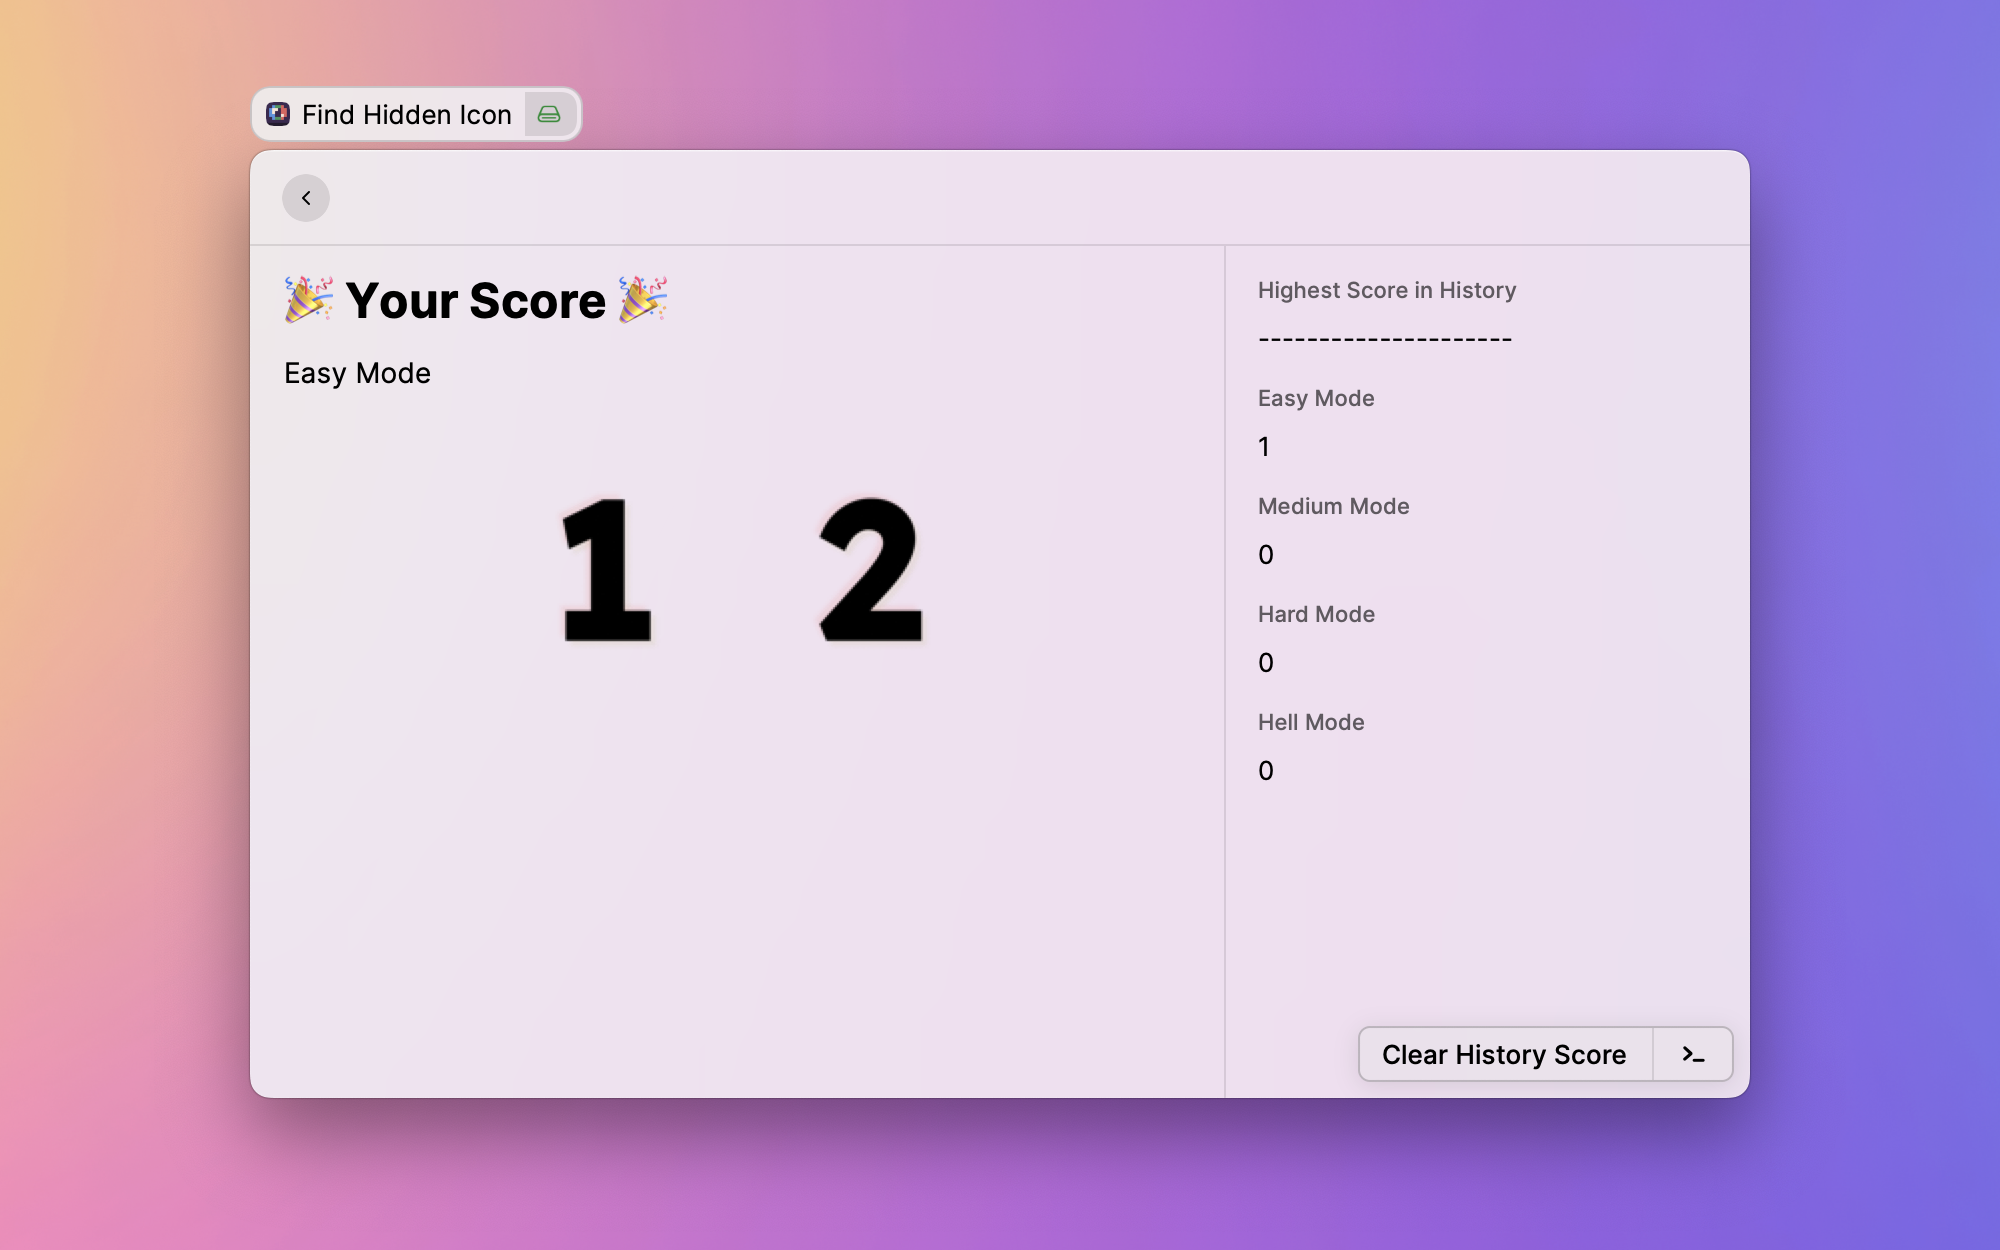 Find Hidden Icon
🎉 Your Score 🎉
Easy Mode
1 2
Highest Score in History
---------------------
Easy Mode
1
Medium Mode
0
Hard Mode
0
Hell Mode
0
Clear History Score